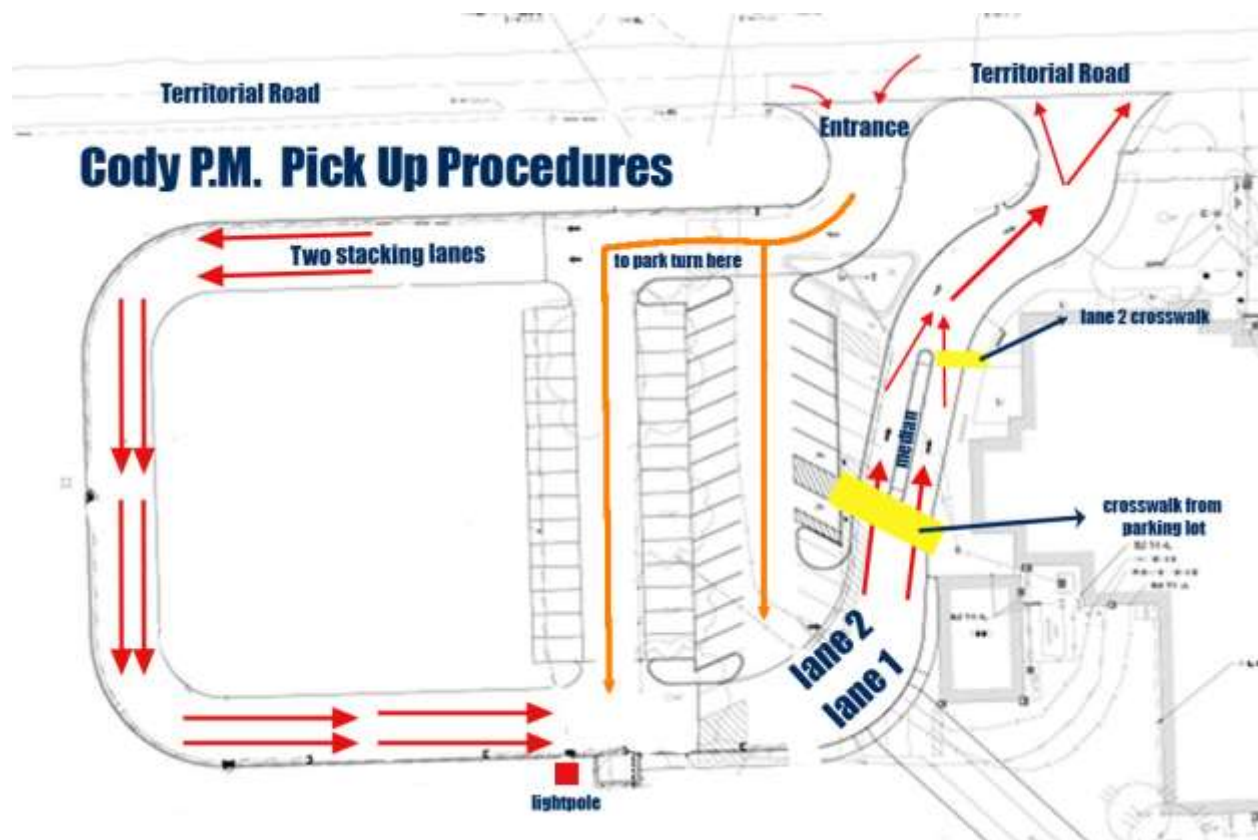 Territorial Road
Territorial Road
Entrance
Cody P.M. Pick Up Procedures
Two stacking lanes
to park turn here
lane 2 crosswalk
median
crosswalk from
parking lot
lane 2
lane 1
lightpole